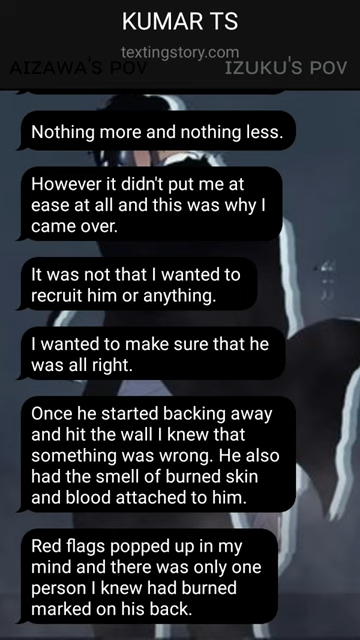 KUMAR TS
textingstory.com
AIZAWA'S POV
IZUKU'S POV
Nothing more and nothing less.
However it didn't put me at
ease at all and this was why I
came over.
It was not that I wanted to
recruit him or anything.
I wanted to make sure that he
was all right.
Once he started backing away
and hit the wall I knew that
something was wrong. He also
had the smell of burned skin
and blood attached to him.
Red flags popped up in my
mind and there was only one
person I knew had burned
marked on his back.